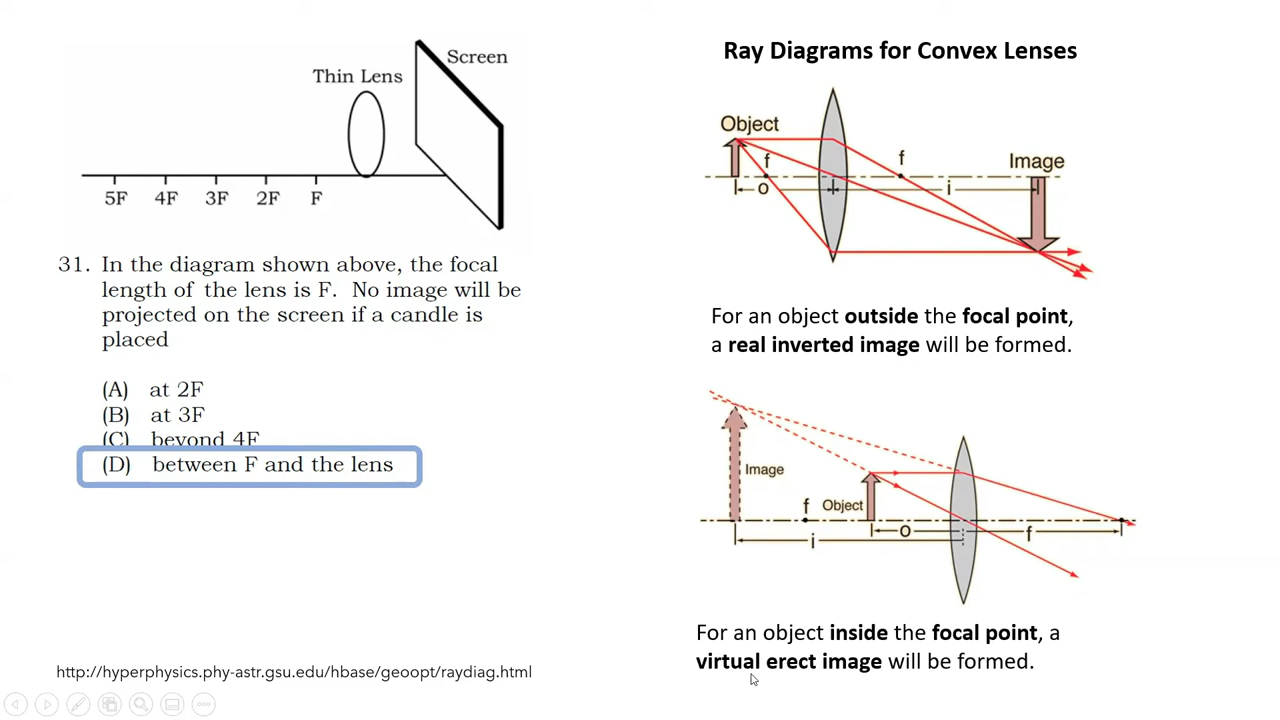 Screen
Thin Lens
5F 4F 3F 2F F
31. In the diagram shown above, the focal
length of the lens is F. No image will be
projected on the screen if a candle is
placed
(A) at 2F
(B) at 3F
(C) beyond 4F
(D) between F and the lens
http://hyperphysics.phy-astr.gsu.edu/hbase/geoopt/raydiag.html
Ray Diagrams for Convex Lenses
Object
f f
Image
o i
For an object outside the focal point,
a real inverted image will be formed.
Image
f Object
o f
i
For an object inside the focal point, a
virtual erect image will be formed.